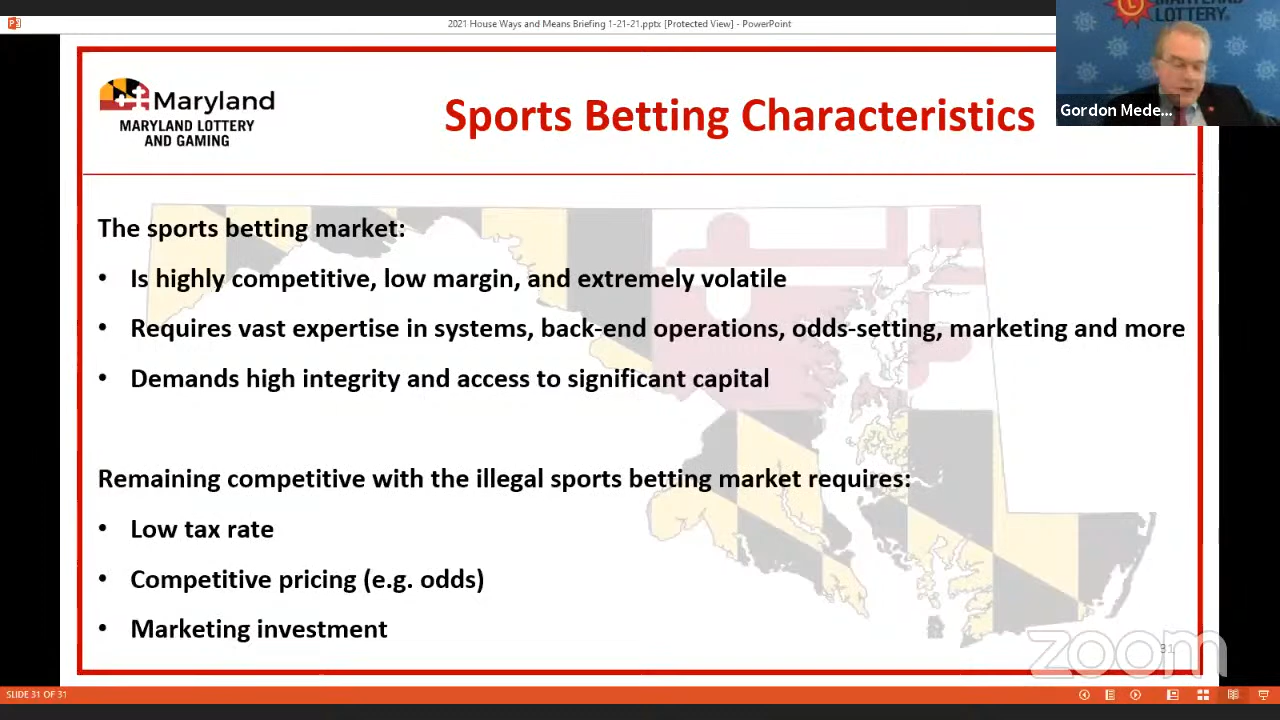 2021 House Ways and Means Briefing 1-21-21.pptx [Protected View] - PowerPoint
LOTTERY
Gordon Mede...
Maryland
MARYLAND LOTTERY
AND GAMING
Sports Betting Characteristics
The sports betting market:
• Is highly competitive, low margin, and extremely volatile
• Requires vast expertise in systems, back-end operations, odds-setting, marketing and more
• Demands high integrity and access to significant capital
Remaining competitive with the illegal sports betting market requires:
• Low tax rate
• Competitive pricing (e.g. odds)
• Marketing investment
31
zoom
SLIDE 31 OF 31